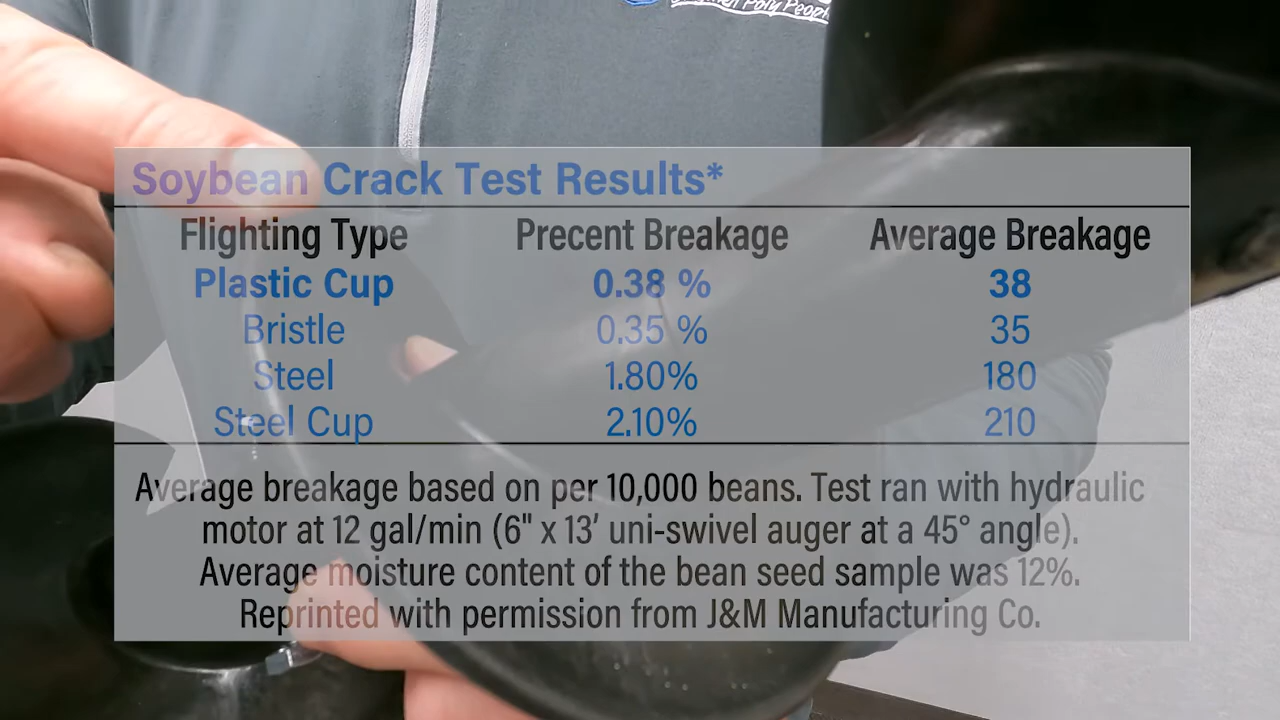 Poly People
Soybean Crack Test Results*
Flighting Type Precent Breakage Average Breakage
Plastic Cup 0.38 % 38
Bristle 0.35 % 35
Steel 1.80% 180
Steel Cup 2.10% 210
Average breakage based on per 10,000 beans. Test ran with hydraulic
motor at 12 gal/min (6" x 13' uni-swivel auger at a 45° angle).
Average moisture content of the bean seed sample was 12%.
Reprinted with permission from J&M Manufacturing Co.